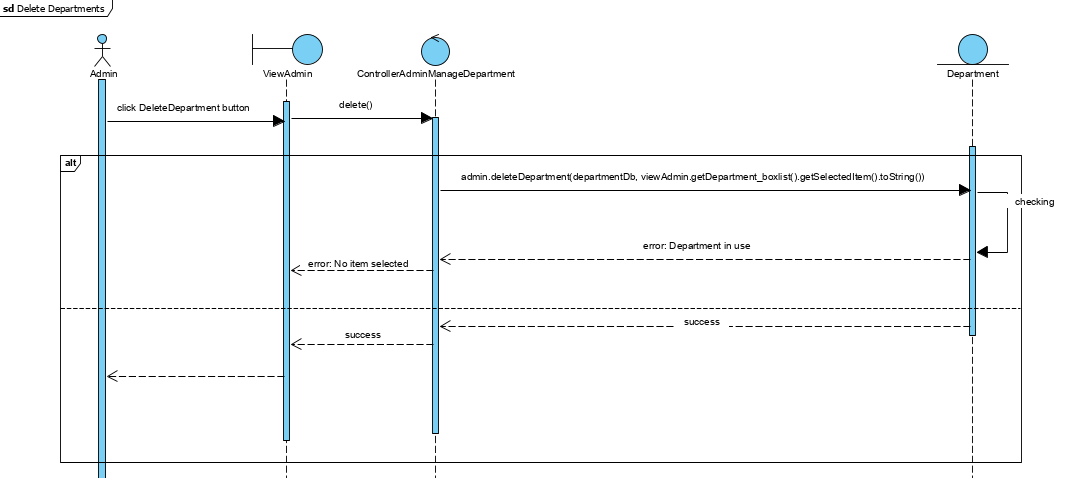 sd Delete Departments
Admin
ViewAdmin
ControllerAdminManageDepartment
Department
click DeleteDepartment button
delete()
alt
admin.deleteDepartment(departmentDb, viewAdmin.getDepartment_boxlist().getSelectedItem().toString())
checking
error: Department in use
error: No item selected
success
success